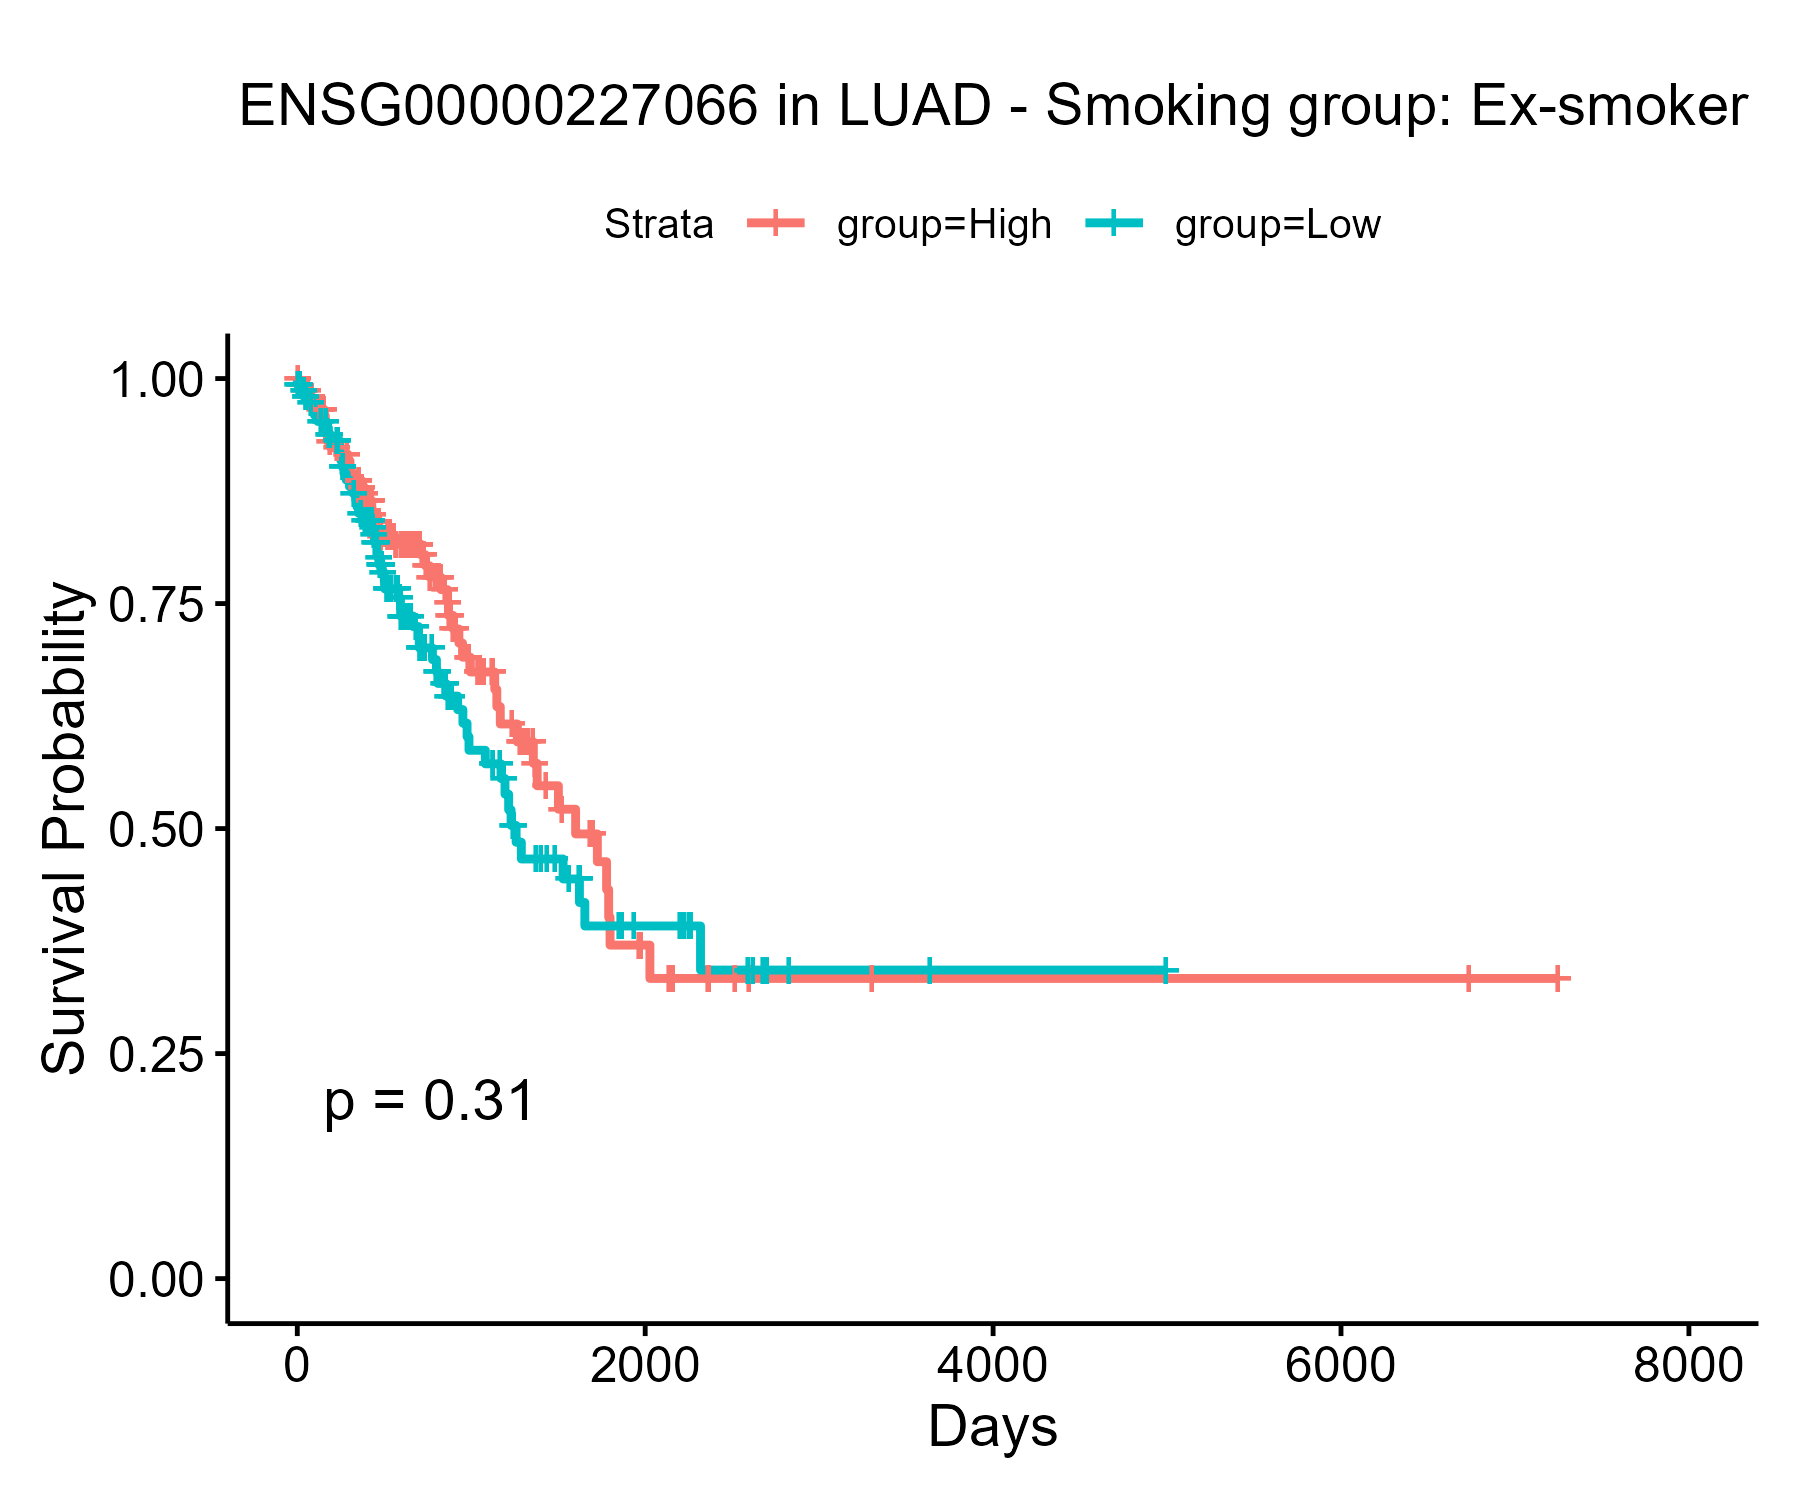 ENSG00000227066 in LUAD - Smoking group: Ex-smoker
Strata group=High group=Low
1.00
0.75
0.50
0.25
0.00
Survival Probability
p = 0.31
0 2000 4000 6000 8000
Days